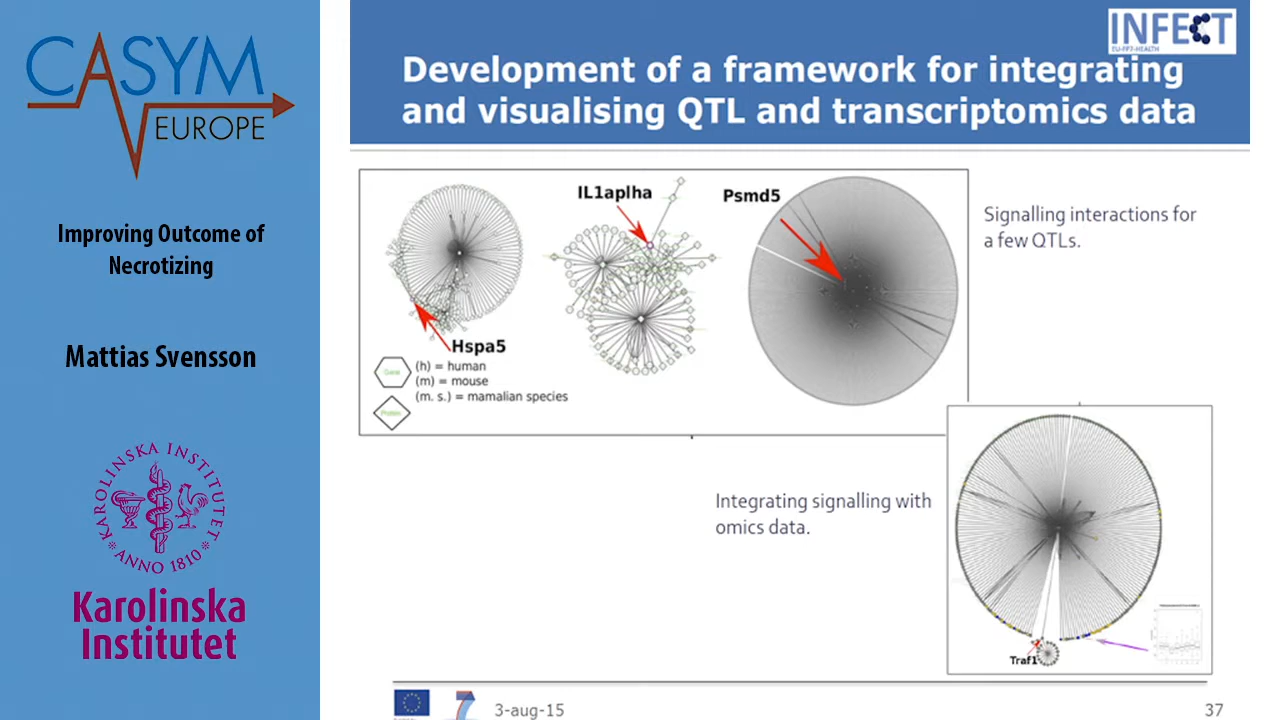 CASYM
EUROPE
Improving Outcome of
Necrotizing
Mattias Svensson
KAROLINSKA INSTITUTET
ANNO 1810
Karolinska
Institutet
INFECT
EU-FP7-HEALTH
Development of a framework for integrating
and visualising QTL and transcriptomics data
IL1aplha
Psmd5
Hspa5
Gene
(h) = human
(m) = mouse
(m. s.) = mamalian species
Protein
Signalling interactions for
a few QTLs.
Integrating signalling with
omics data.
Traf1
7
3-aug-15
37